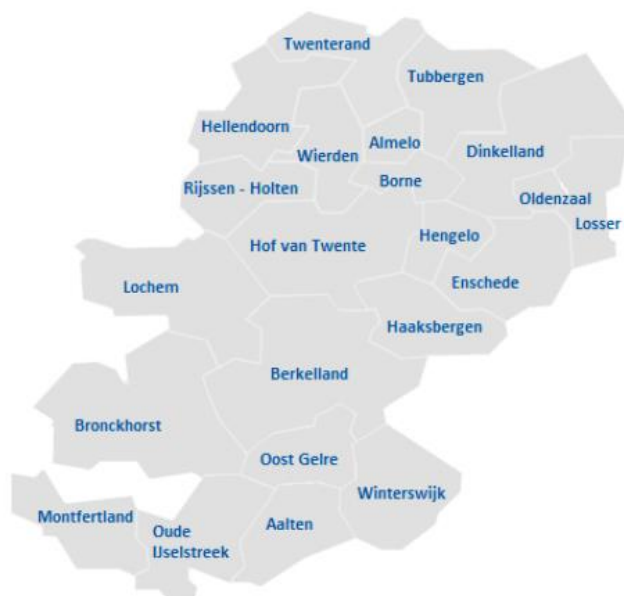 Twenterand
Tubbergen
Hellendoorn
Almelo
Wierden
Dinkelland
Rijssen - Holten
Borne
Oldenzaal
Losser
Hof van Twente
Hengelo
Lochem
Enschede
Haaksbergen
Berkelland
Bronckhorst
Oost Gelre
Winterswijk
Montfertland
Oude
IJselstreek
Aalten